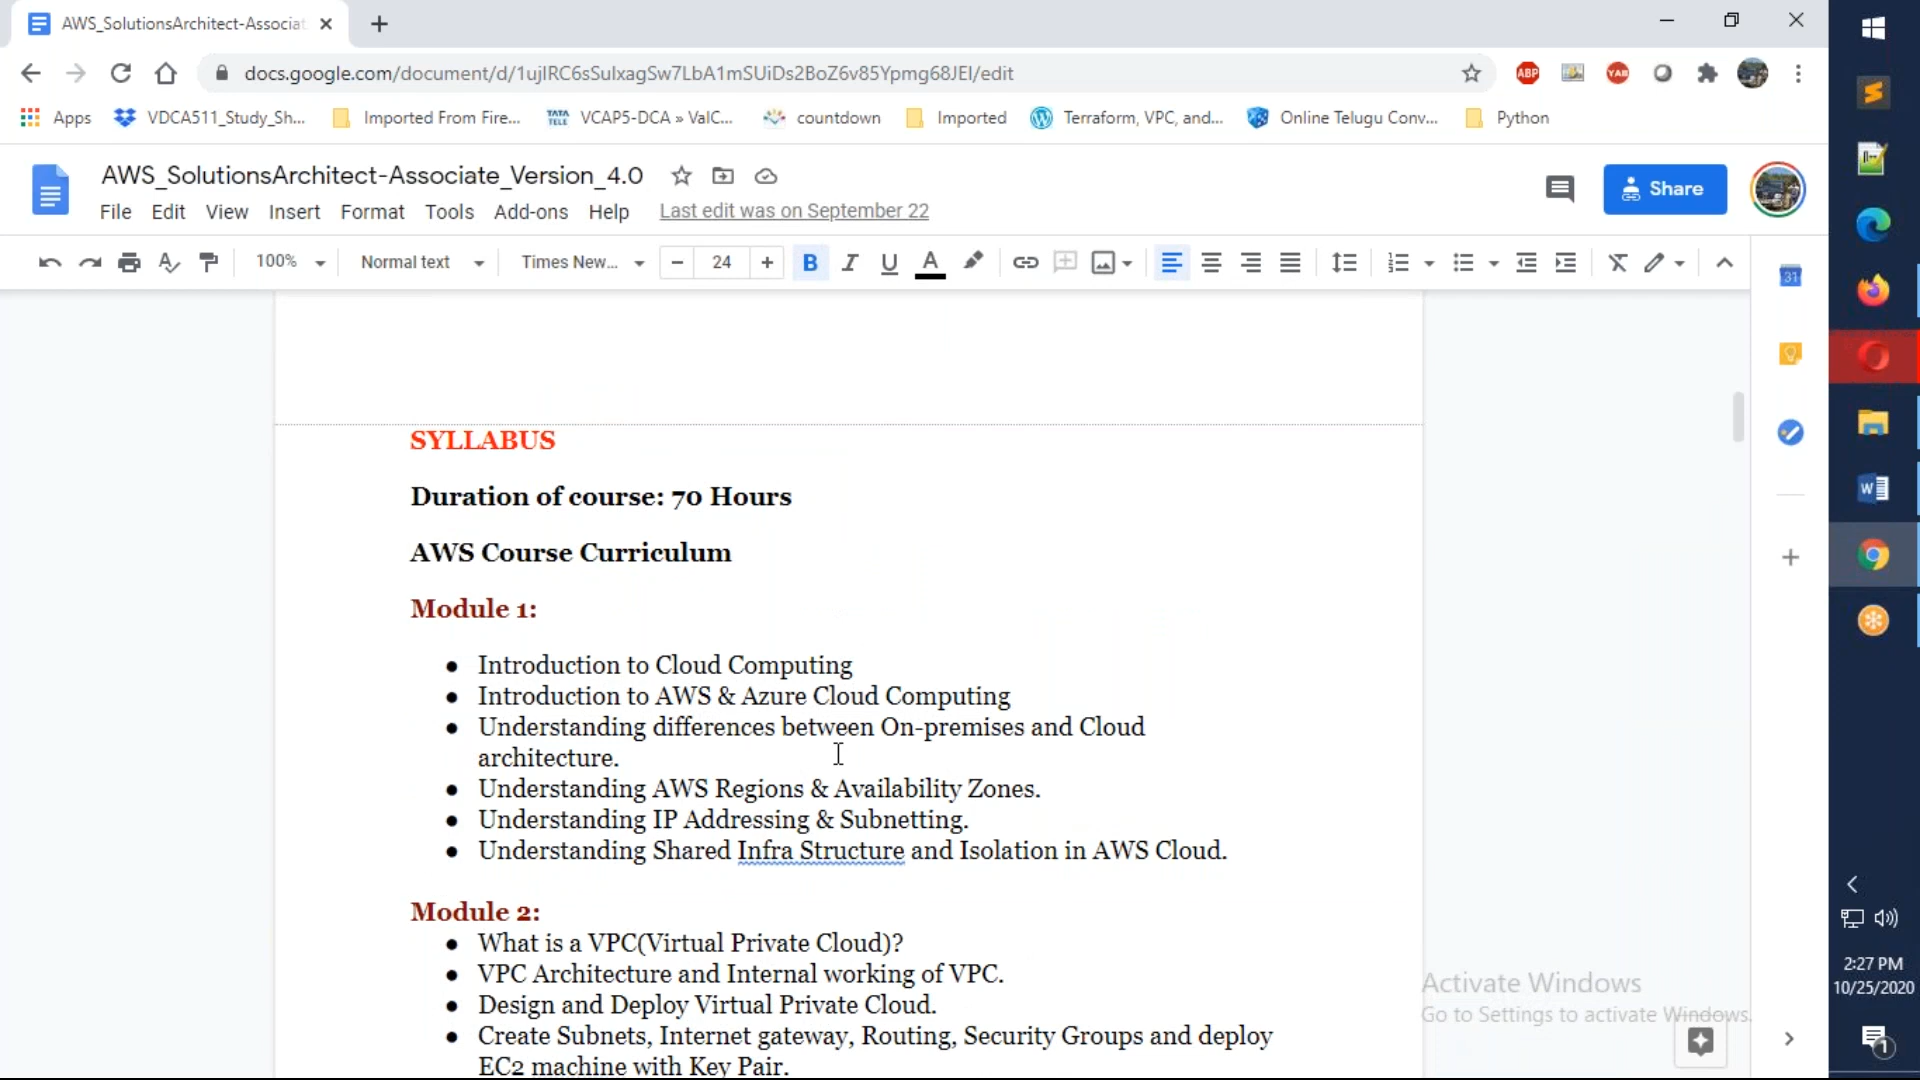 AWS_SolutionsArchitect-Associat
docs.google.com/document/d/1ujIRC6sSulxagSw7LbA1mSUiDs2BoZ6v85Ypmg68JEI/edit
ABP
YAB
Apps
VDCA511_Study_Sh...
Imported From Fire...
TATA
TELE
VCAP5-DCA » ValC...
countdown
Imported
Terraform, VPC, and...
Online Telugu Conv...
Python
AWS_SolutionsArchitect-Associate_Version_4.0
Share
File Edit View Insert Format Tools Add-ons Help Last edit was on September 22
100% Normal text Times New... 24 B I U A
31
SYLLABUS
Duration of course: 70 Hours
AWS Course Curriculum
Module 1:
● Introduction to Cloud Computing
● Introduction to AWS & Azure Cloud Computing
● Understanding differences between On-premises and Cloud
architecture.
● Understanding AWS Regions & Availability Zones.
● Understanding IP Addressing & Subnetting.
● Understanding Shared Infra Structure and Isolation in AWS Cloud.
Module 2:
● What is a VPC(Virtual Private Cloud)?
● VPC Architecture and Internal working of VPC.
● Design and Deploy Virtual Private Cloud.
● Create Subnets, Internet gateway, Routing, Security Groups and deploy
EC2 machine with Key Pair.
Activate Windows
Go to Settings to activate Windows.
2:27 PM
10/25/2020
1